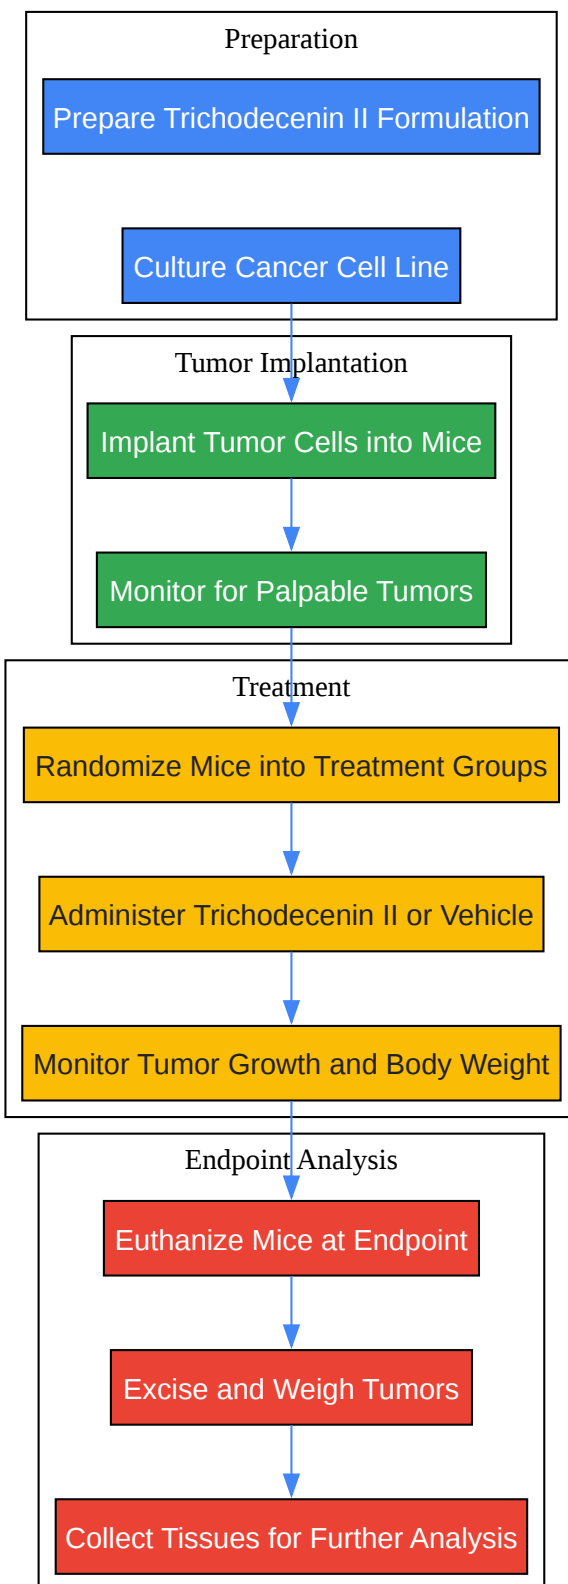 Preparation
Prepare Trichodecenin II Formulation
Culture Cancer Cell Line
Tumor Implantation
Implant Tumor Cells into Mice
Monitor for Palpable Tumors
Treatment
Randomize Mice into Treatment Groups
Administer Trichodecenin II or Vehicle
Monitor Tumor Growth and Body Weight
Endpoint Analysis
Euthanize Mice at Endpoint
Excise and Weigh Tumors
Collect Tissues for Further Analysis